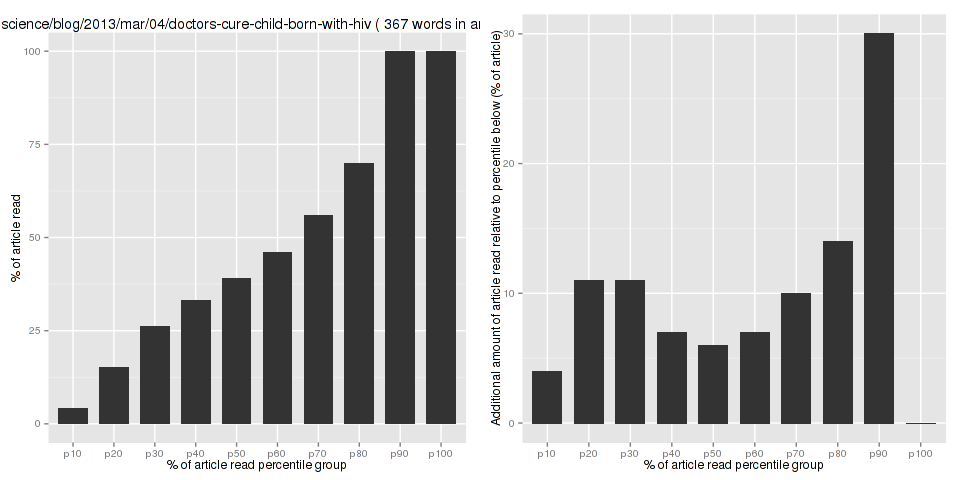 science/blog/2013/mar/04/doctors-cure-child-born-with-hiv ( 367 words in
% of article read
100
75
50
25
0
p10 p20 p30 p40 p50 p60 p70 p80 p90 p100
% of article read percentile group
Additional amount of article read relative to percentile below (% of article)
30
20
10
0
p10 p20 p30 p40 p50 p60 p70 p80 p90 p100
% of article read percentile group